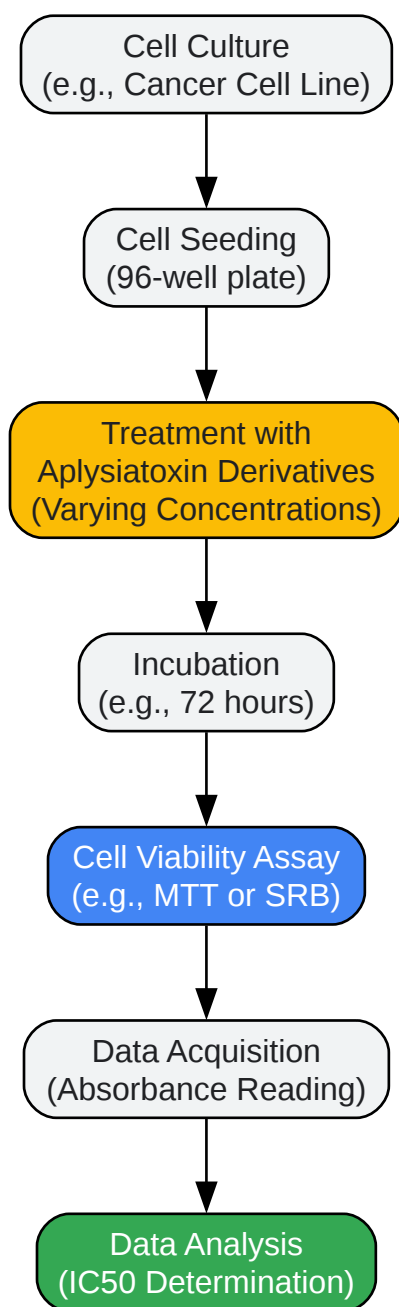 Cell Culture
(e.g., Cancer Cell Line)
Cell Seeding
(96-well plate)
Treatment with
Aplysiatoxin Derivatives
(Varying Concentrations)
Incubation
(e.g., 72 hours)
Cell Viability Assay
(e.g., MTT or SRB)
Data Acquisition
(Absorbance Reading)
Data Analysis
(IC50 Determination)